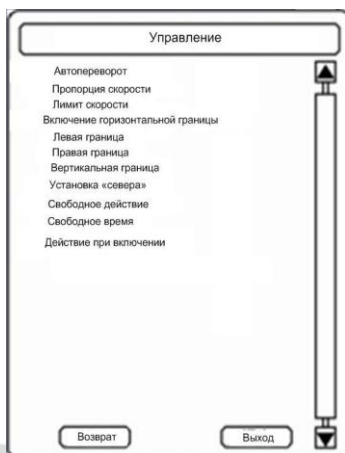 Управление
Автопереворот
Пропорция скорости
Лимит скорости
Включение горизонтальной границы
Левая граница
Правая граница
Вертикальная граница
Установка «севера»
Свободное действие
Свободное время
Действие при включении
Возврат
Выход